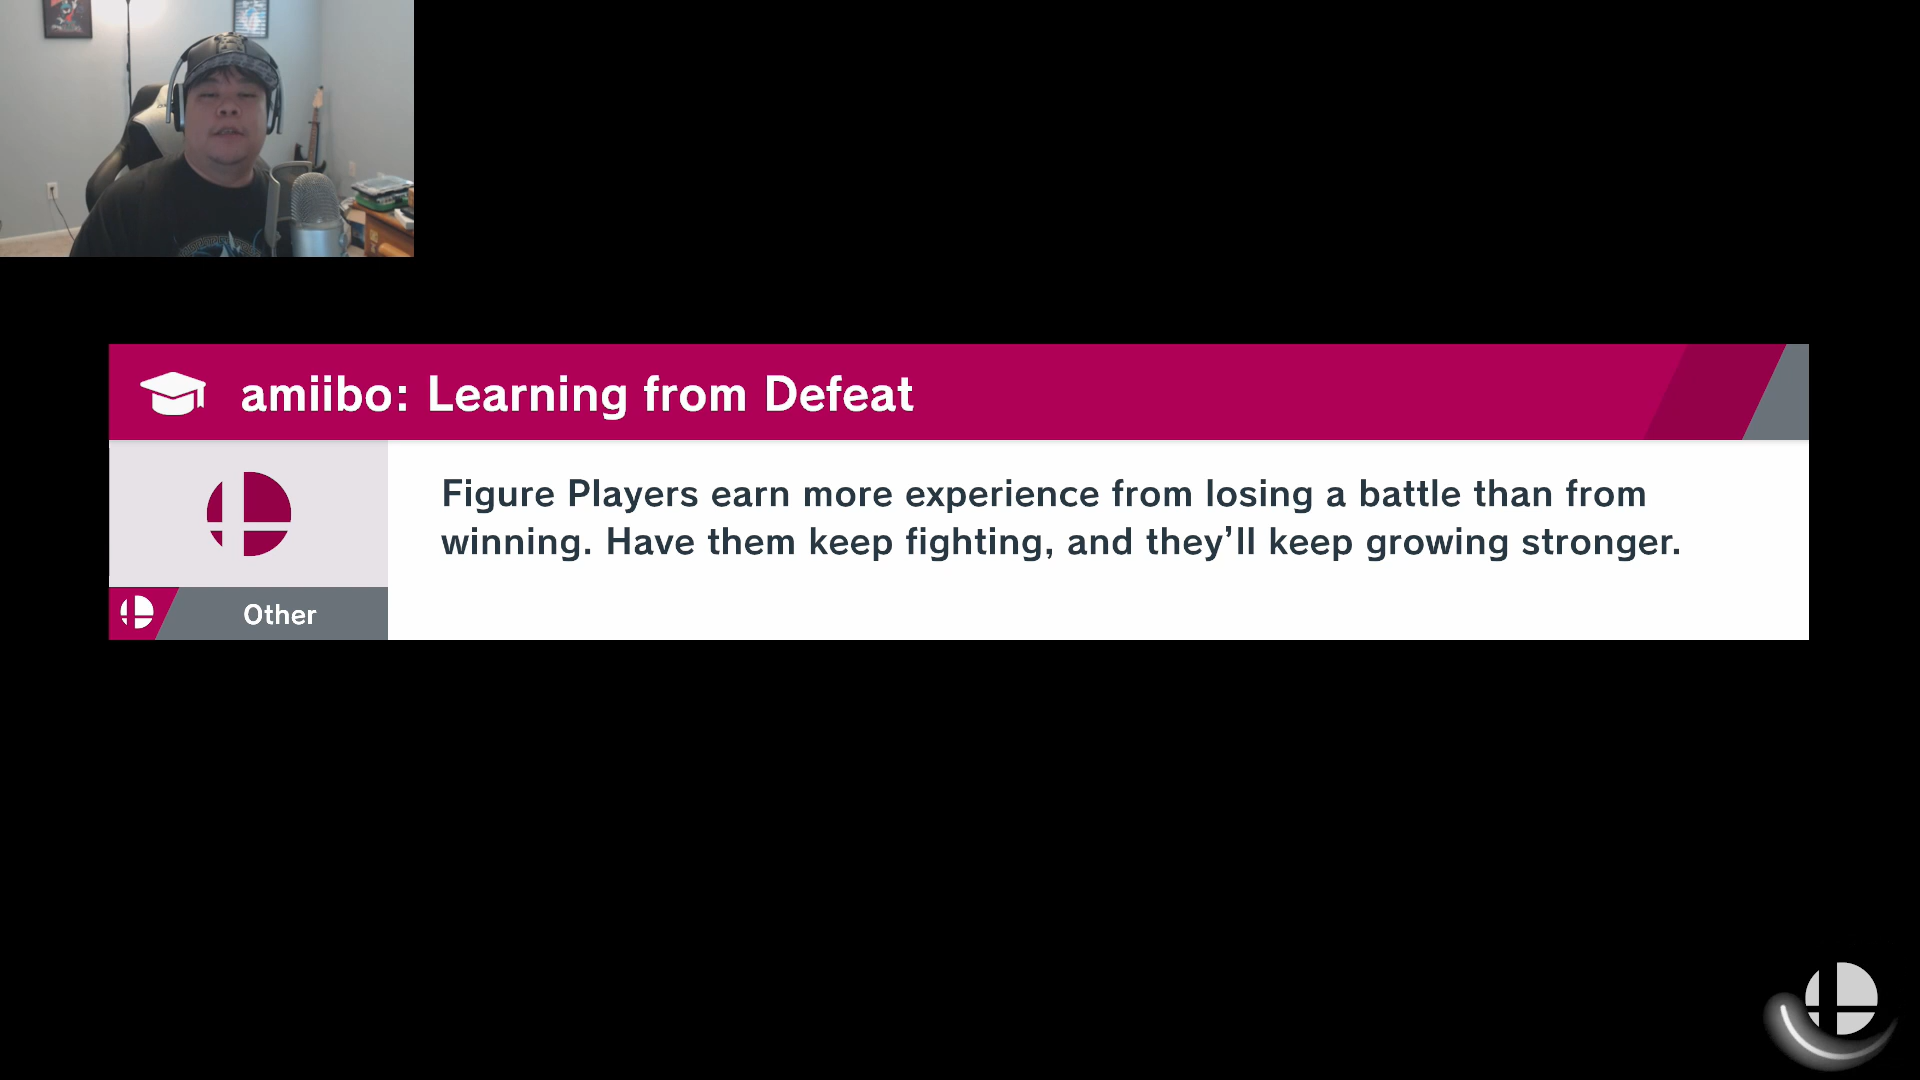 amiibo: Learning from Defeat
Figure Players earn more experience from losing a battle than from
winning. Have them keep fighting, and they’ll keep growing stronger.
Other